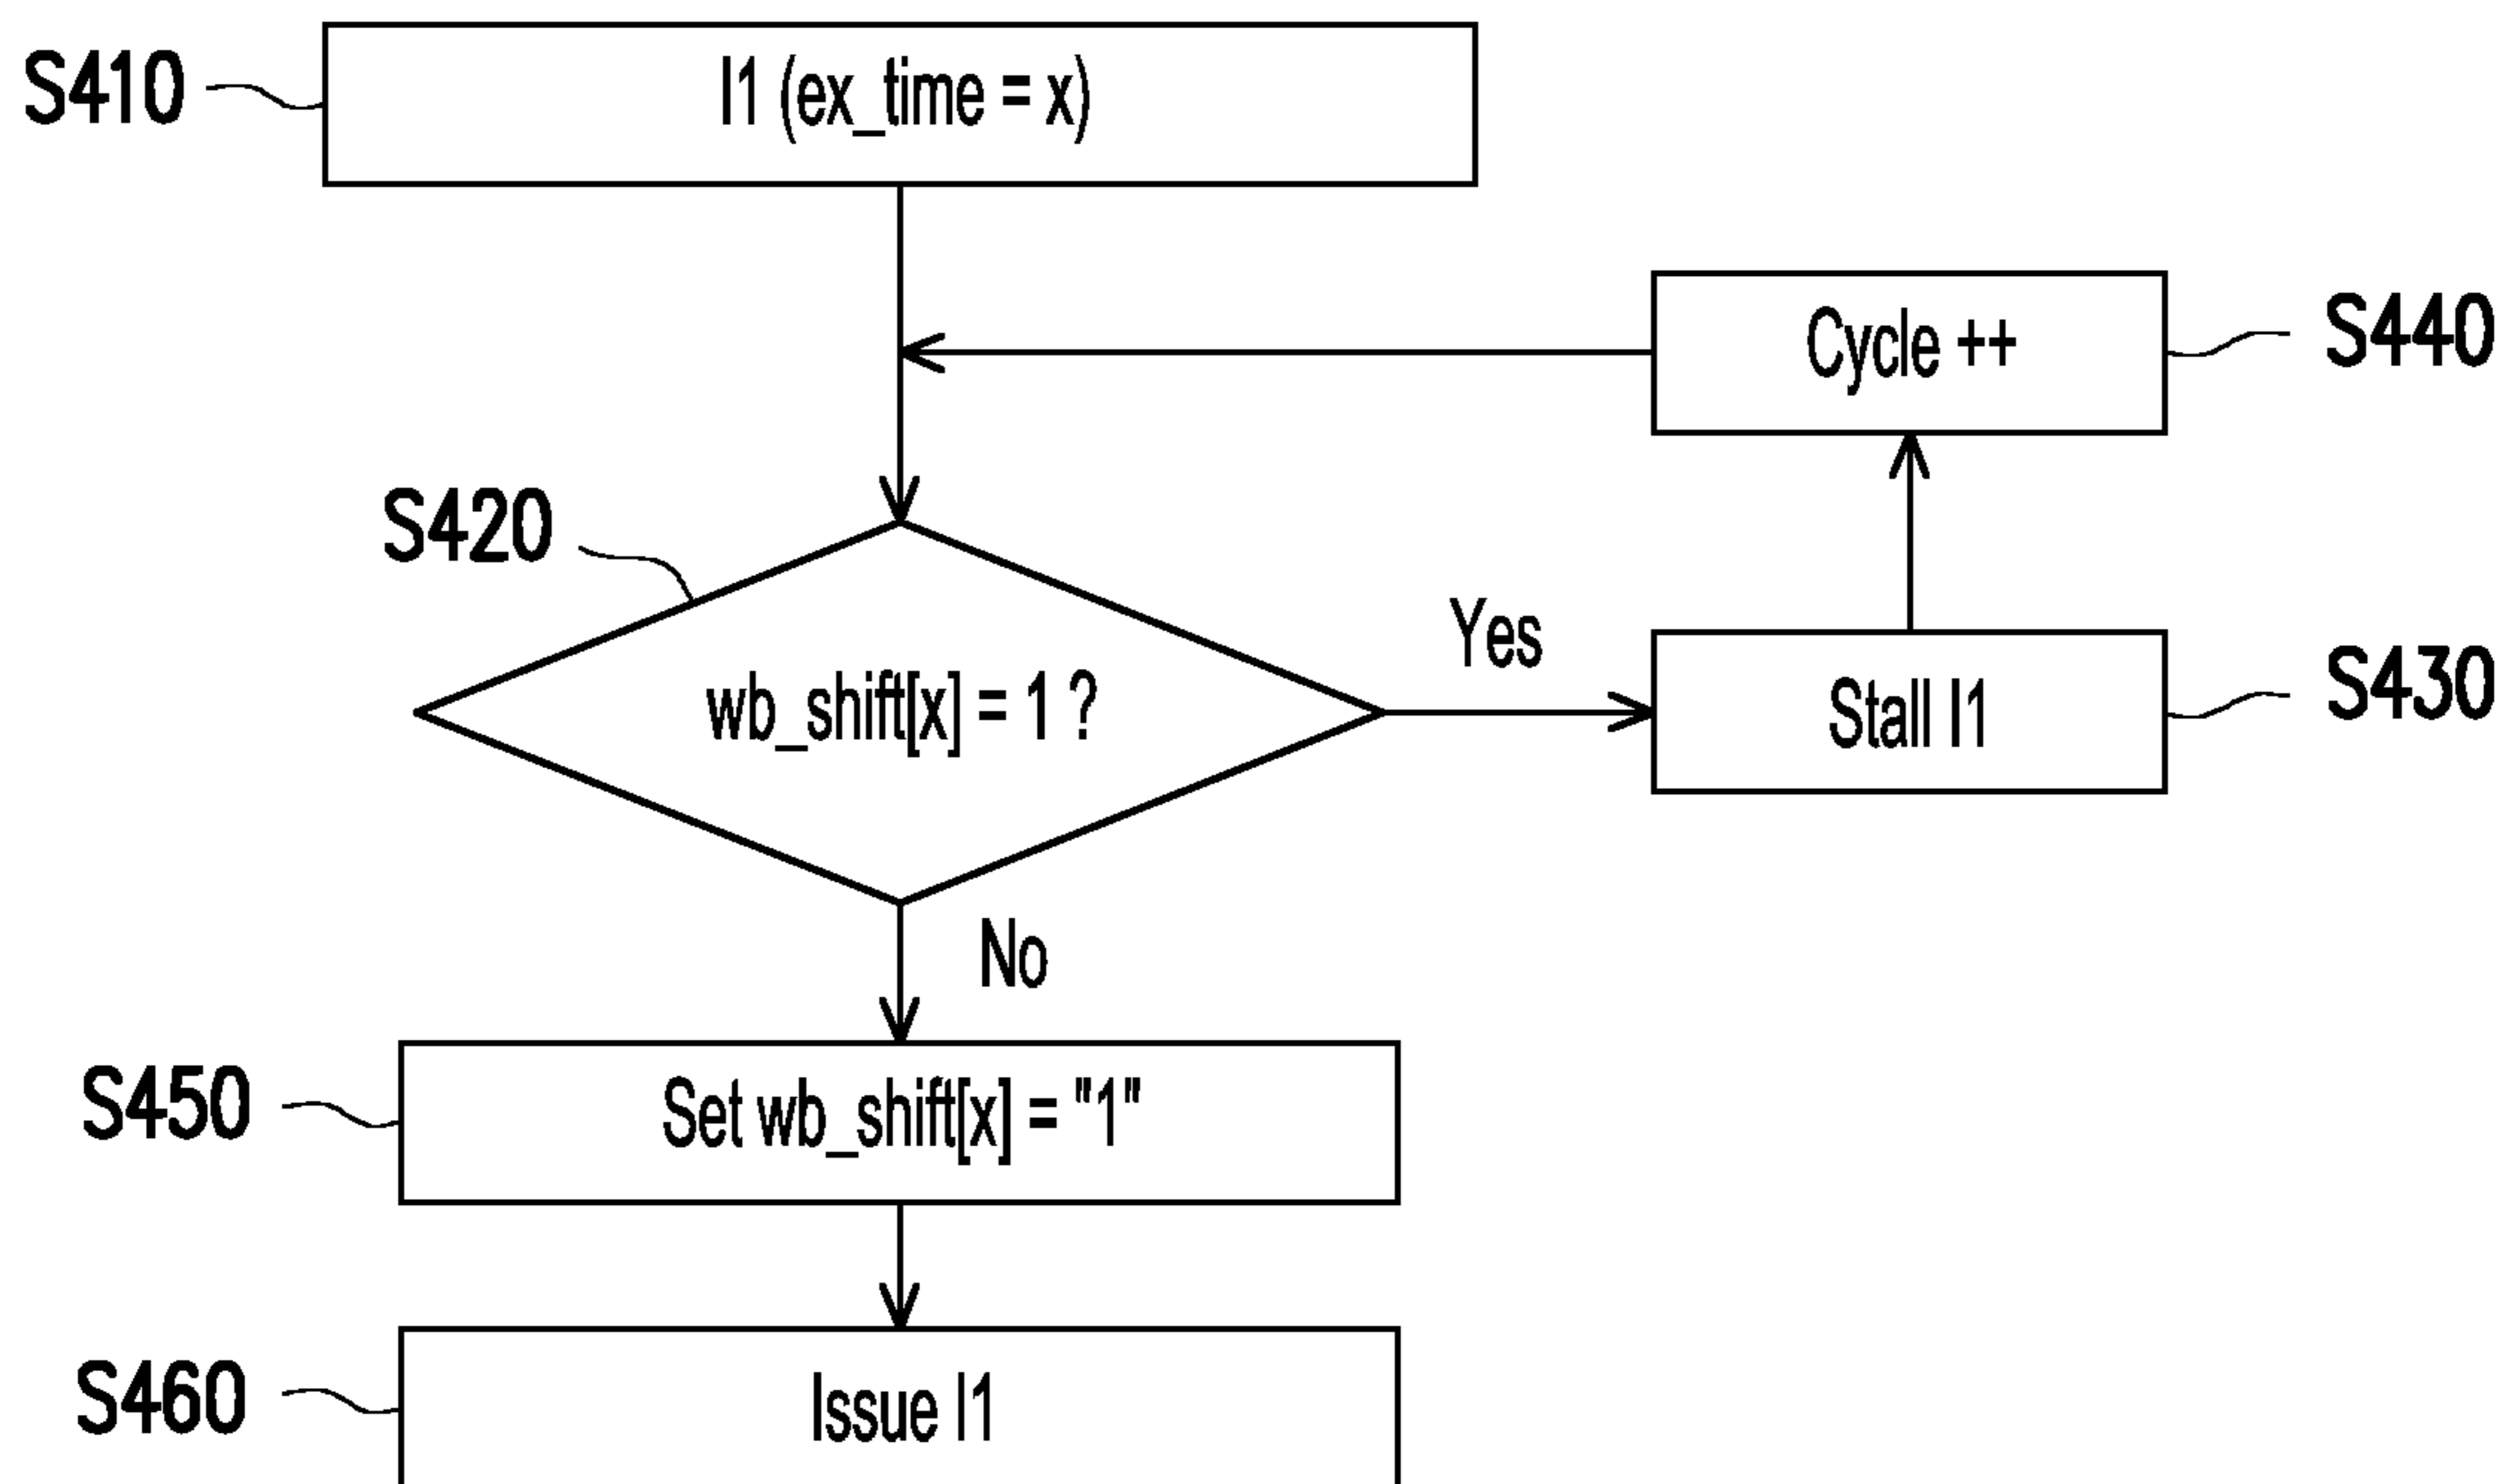 S410
I1 (ex_time = x)
Cycle ++
S440
S420
wb_shift[x] = 1 ?
Yes
Stall I1
S430
No
S450
Set wb_shift[x] = "1"
S460
Issue I1